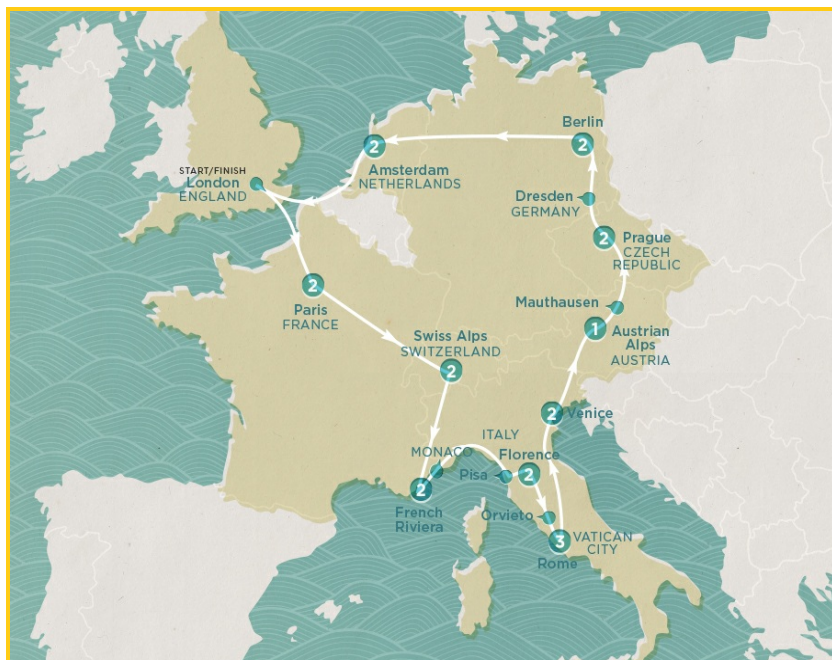 START/FINISH
London
ENGLAND
2
Amsterdam
NETHERLANDS
Berlin
2
Dresden
GERMANY
2
Prague
CZECH
REPUBLIC
2
Paris
FRANCE
Mauthausen
1
Austrian
Alps
AUSTRIA
Swiss Alps
SWITZERLAND
2
2
Venice
ITALY
MONACO
Florence
Pisa
2
2
French
Riviera
Orvieto
3
VATICAN
CITY
Rome